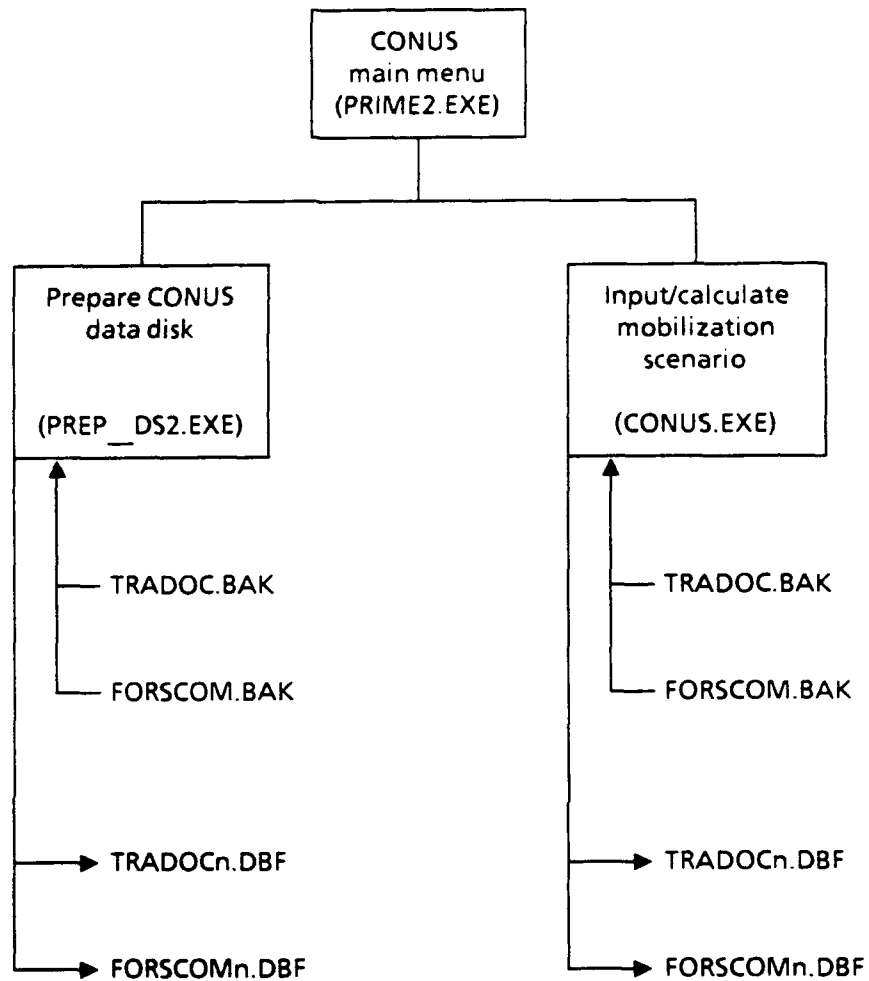 CONUS
main menu
(PRIME2.EXE)
Prepare CONUS
data disk
(PREP__DS2.EXE)
TRADOC.BAK
FORSCOM.BAK
TRADOCn.DBF
FORSCOMn.DBF
Input/calculate
mobilization
scenario
(CONUS.EXE)
TRADOC.BAK
FORSCOM.BAK
TRADOCn.DBF
FORSCOMn.DBF